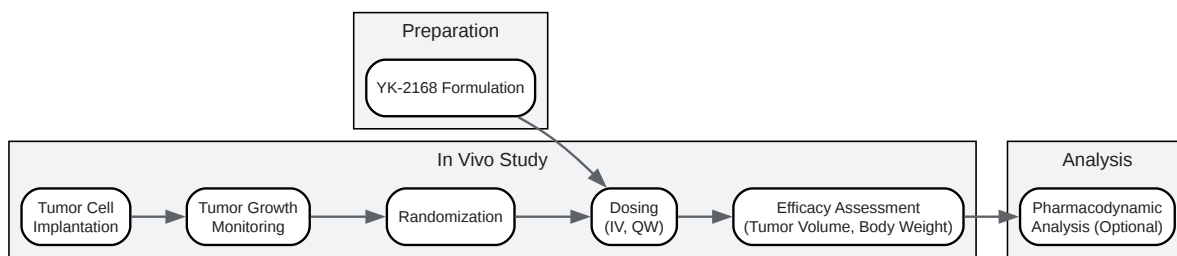 Preparation
YK-2168 Formulation
In Vivo Study
Analysis
Tumor Cell
Implantation
Tumor Growth
Monitoring
Randomization
Dosing
(IV, QW)
Efficacy Assessment
(Tumor Volume, Body Weight)
Pharmacodynamic
Analysis (Optional)